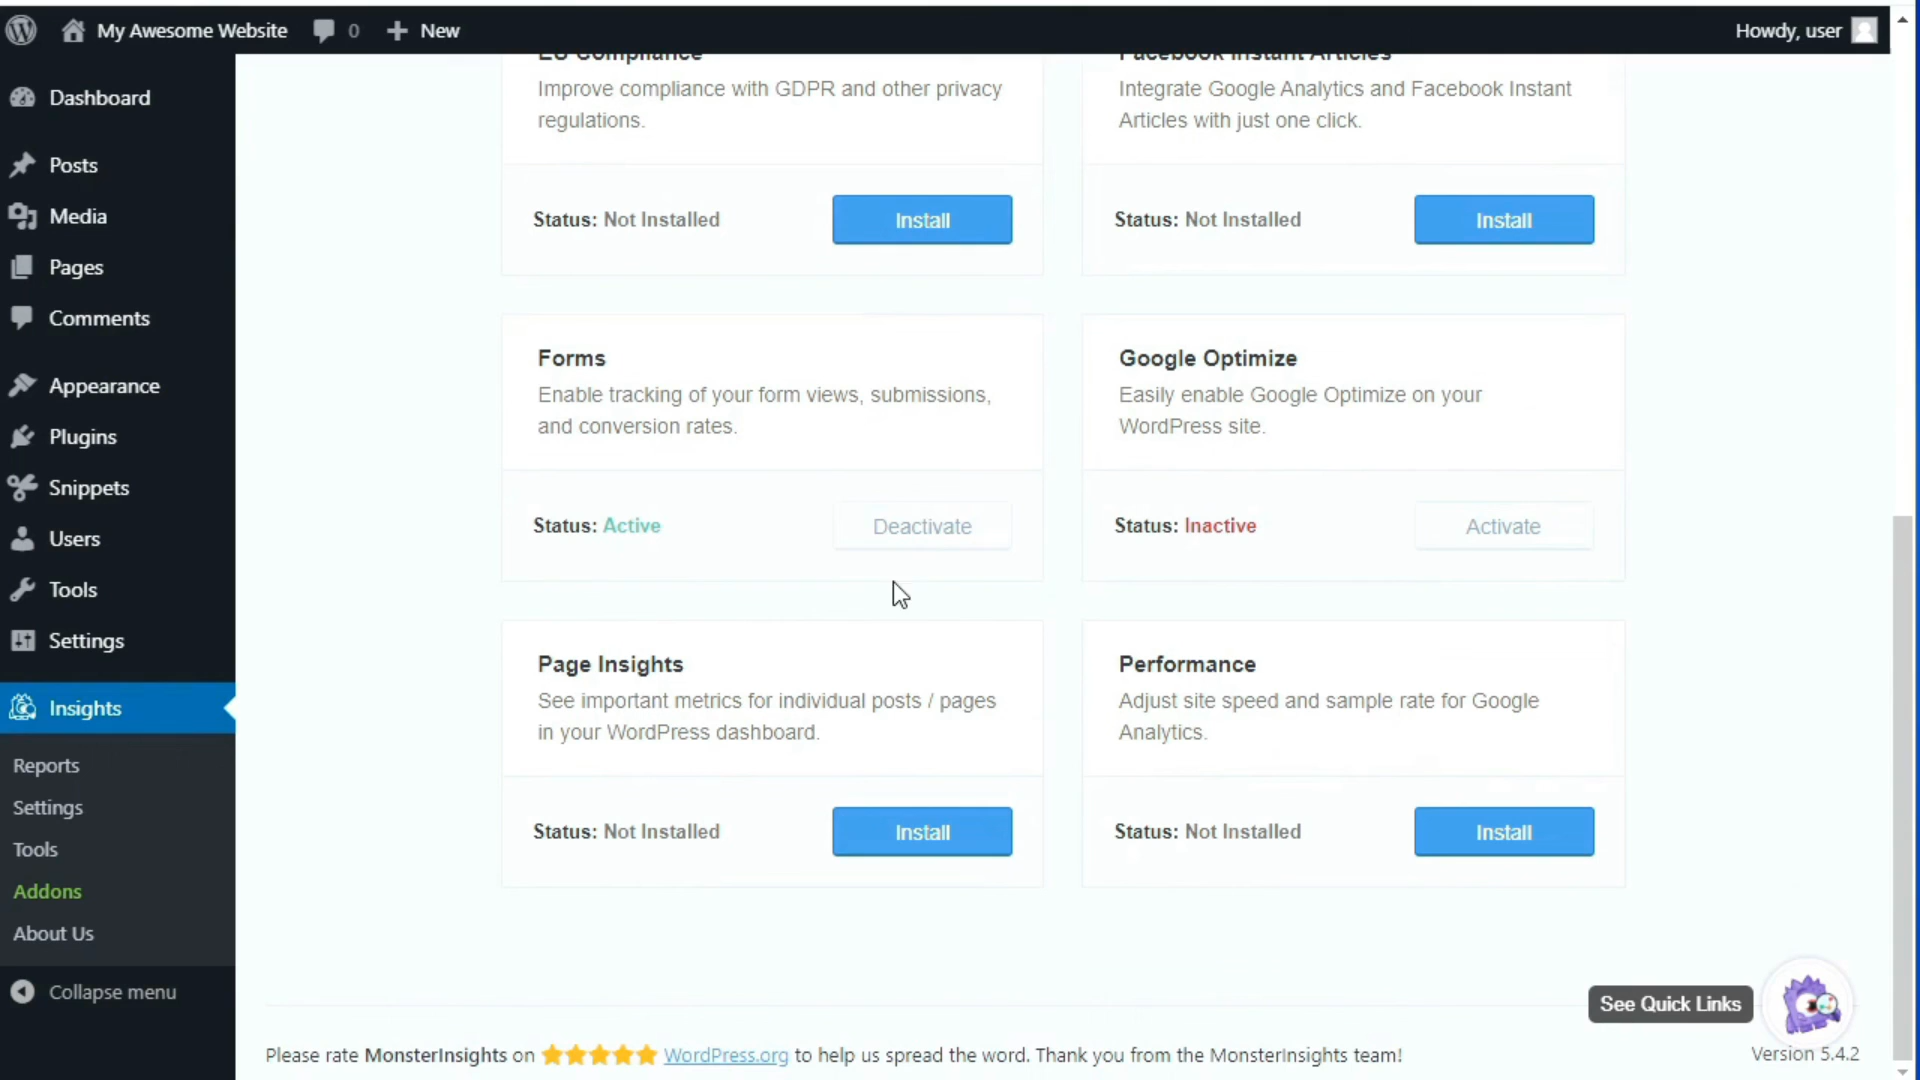 My Awesome Website 0 New Howdy, user
Dashboard
Posts
Media
Pages
Comments
Appearance
Plugins
Snippets
Users
Tools
Settings
Insights
Reports
Settings
Tools
Addons
About Us
Collapse menu
EU Compliance
Improve compliance with GDPR and other privacy
regulations.
Status: Not Installed Install
Facebook Instant Articles
Integrate Google Analytics and Facebook Instant
Articles with just one click.
Status: Not Installed Install
Forms
Enable tracking of your form views, submissions,
and conversion rates.
Status: Active Deactivate
Google Optimize
Easily enable Google Optimize on your
WordPress site.
Status: Inactive Activate
Page Insights
See important metrics for individual posts / pages
in your WordPress dashboard.
Status: Not Installed Install
Performance
Adjust site speed and sample rate for Google
Analytics.
Status: Not Installed Install
See Quick Links
Please rate MonsterInsights on ★★★★★ WordPress.org to help us spread the word. Thank you from the MonsterInsights team!
Version 5.4.2